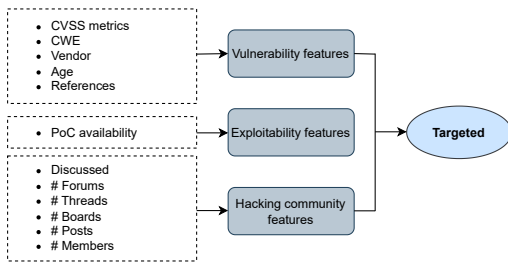 • CVSS metrics
• CWE
• Vendor
• Age
• References
Vulnerability features
• PoC availability
Exploitability features
Targeted
• Discussed
• # Forums
• # Threads
• # Boards
• # Posts
• # Members
Hacking community
features